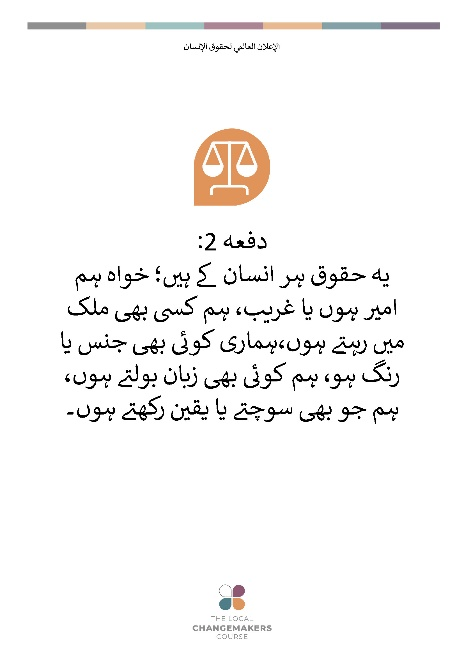 الإعلان العالمي لحقوق الإنسان
دفعہ 2:
یہ حقوق ہر انسان کے ہیں؛ خواہ ہم
امیر ہوں یا غریب، ہم کسی بھی ملک
میں رہتے ہوں،ہماری کوئی بھی جنس یا
رنگ ہو، ہم کوئی بھی زبان بولتے ہوں،
ہم جو بھی سوچتے یا یقین رکھتے ہوں۔
THE LOCAL
CHANGEMAKERS
COURSE